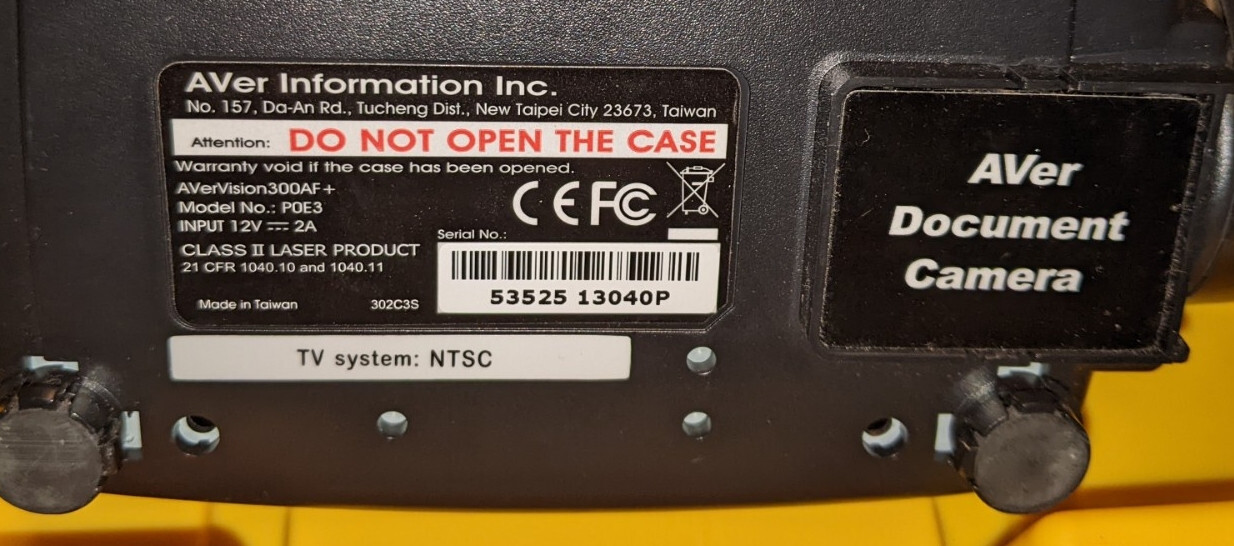 AVer Information Inc.
No. 157, Da-An Rd., Tucheng Dist., New Taipei City 23673, Taiwan
Attention: DO NOT OPEN THE CASE
Warranty void if the case has been opened.
AVerVision300AF+
Model No.: P0E3
INPUT 12V ⎓ 2A
CLASS II LASER PRODUCT
21 CFR 1040.10 and 1040.11
Made in Taiwan 302C3S
CE FC
Serial No.:
53525 13040P
TV system: NTSC
AVer
Document
Camera